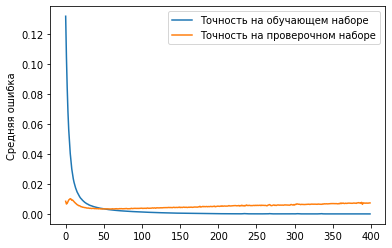 Точность на обучающем наборе
Точность на проверочном наборе
Средняя ошибка
0.12
0.10
0.08
0.06
0.04
0.02
0.00
0 50 100 150 200 250 300 350 400